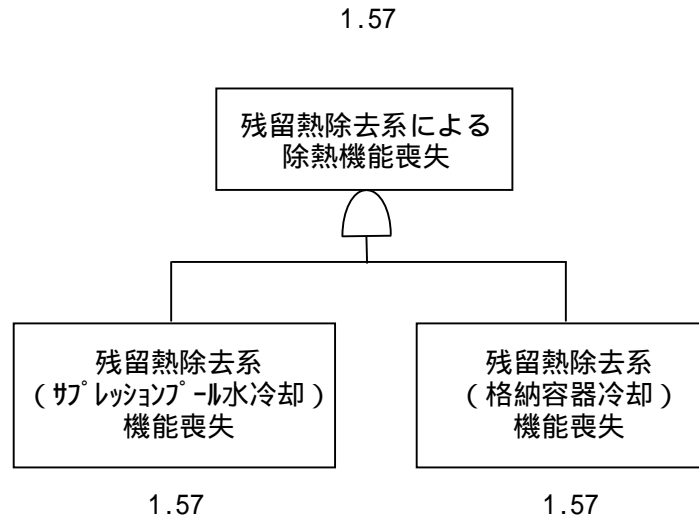 1.57
残留熱除去系による
除熱機能喪失
残留熱除去系
(ｻﾌﾟﾚｯｼｮﾝﾌﾟｰﾙ水冷却)
機能喪失
残留熱除去系
(格納容器冷却)
機能喪失
1.57
1.57